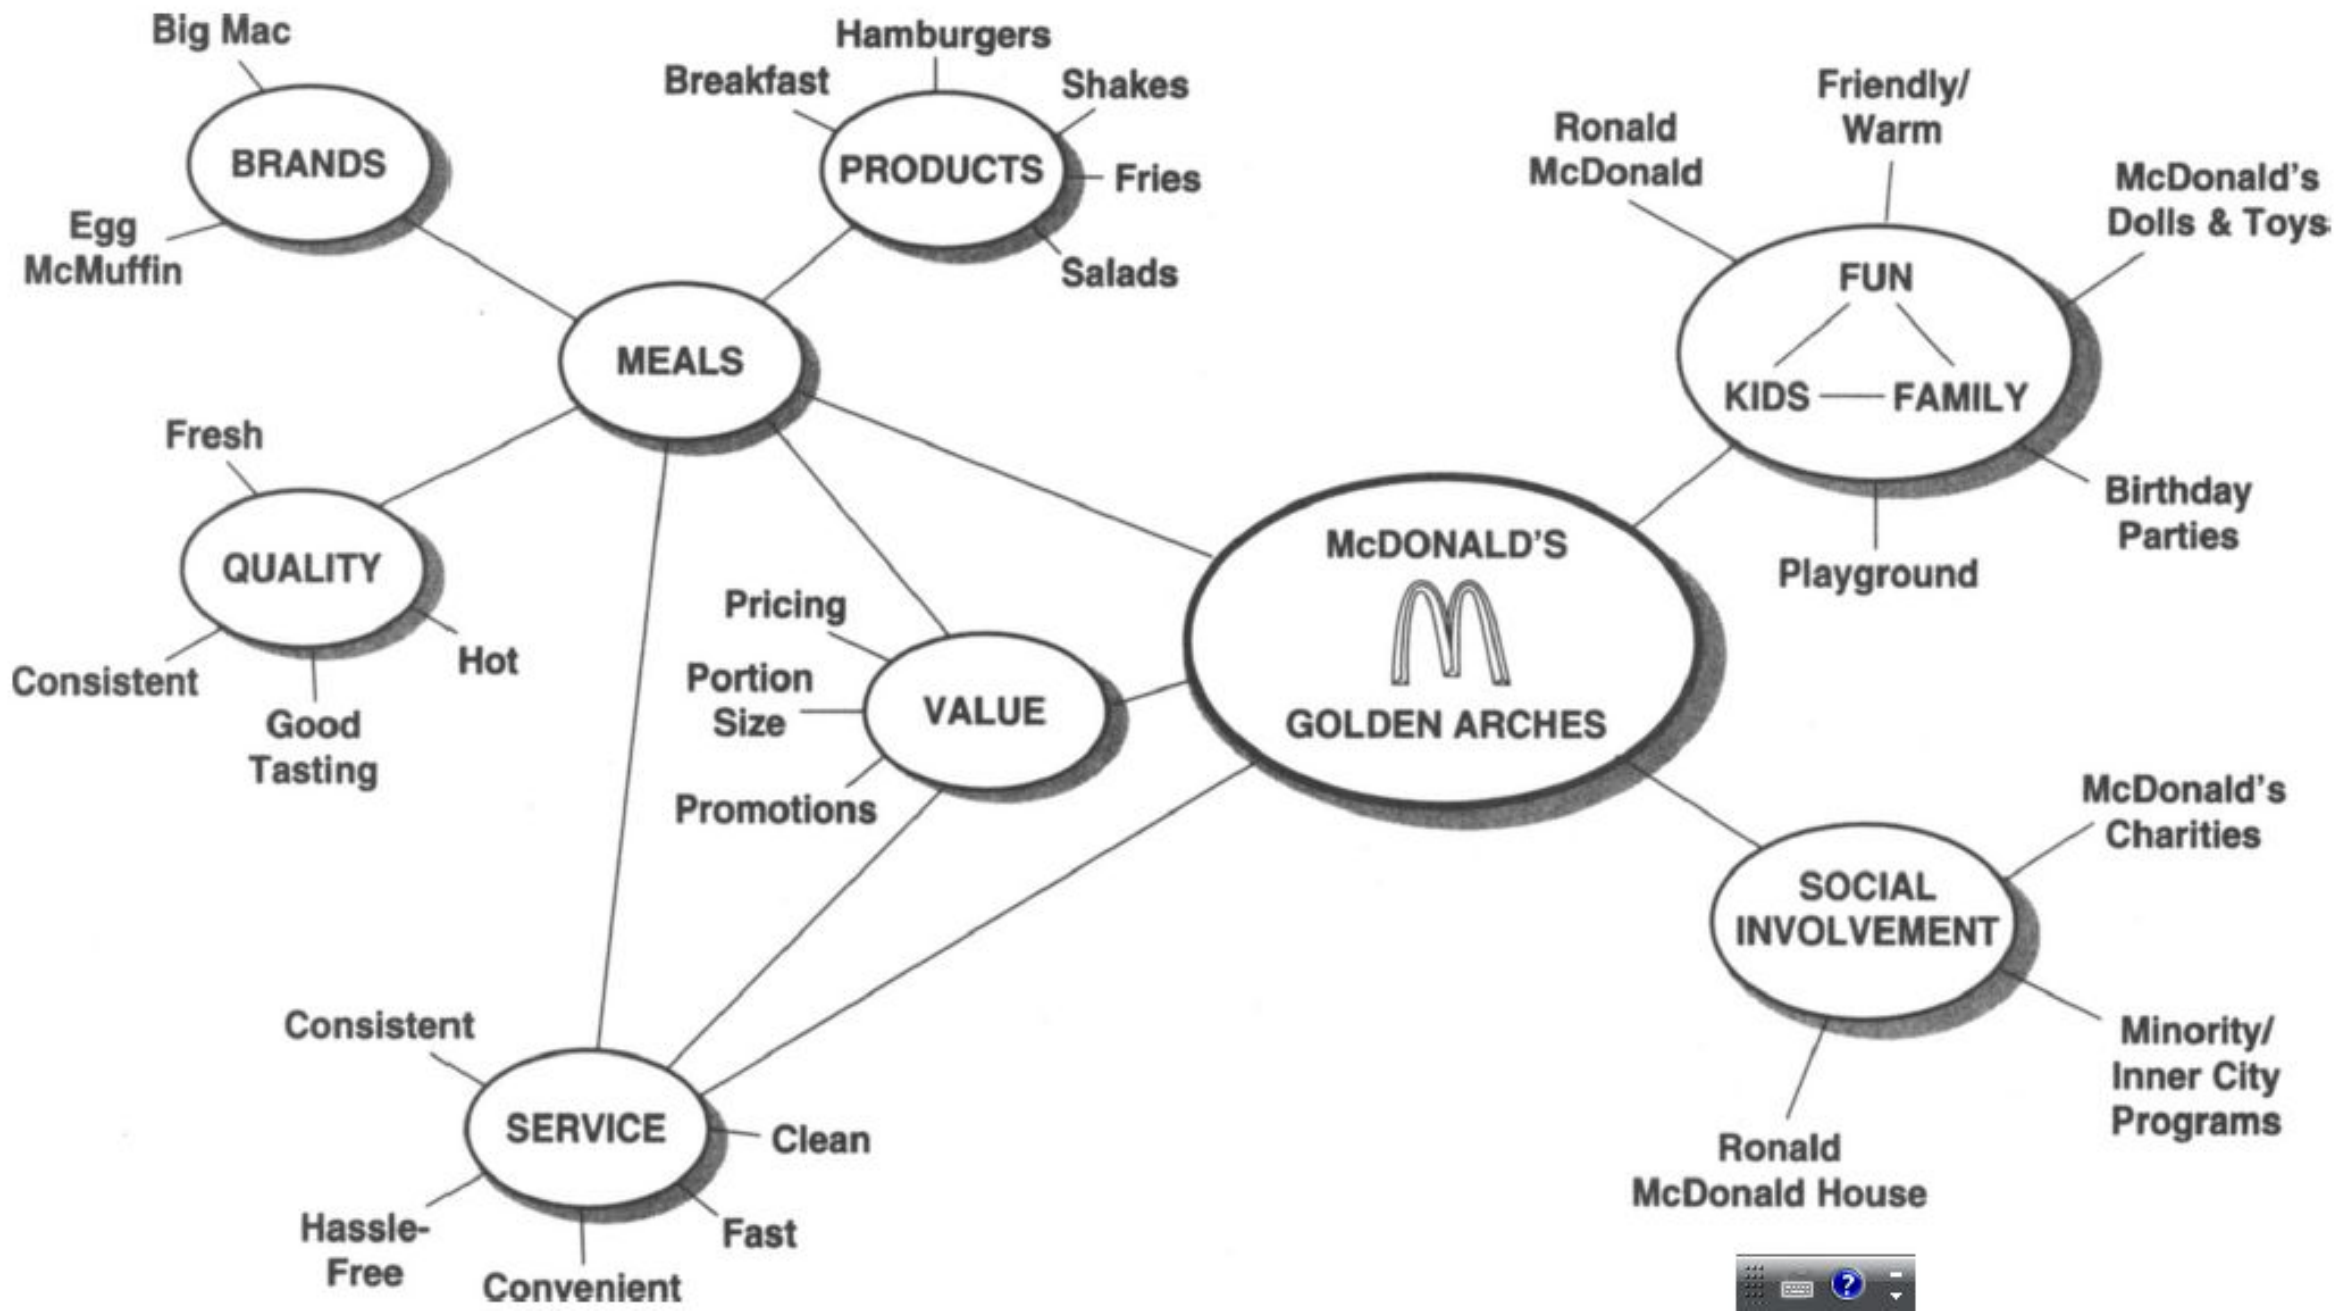 Big Mac
BRANDS
Egg
McMuffin
Hamburgers
Breakfast
Shakes
PRODUCTS
Fries
Salads
MEALS
Fresh
QUALITY
Consistent
Hot
Good
Tasting
Pricing
Portion
Size
VALUE
Promotions
McDONALD'S
GOLDEN ARCHES
Friendly/
Warm
Ronald
McDonald
McDonald's
Dolls & Toys
FUN
KIDS
FAMILY
Birthday
Parties
Playground
McDonald's
Charities
SOCIAL
INVOLVEMENT
Minority/
Inner City
Programs
Ronald
McDonald House
Consistent
SERVICE
Clean
Hassle-
Free
Fast
Convenient
?